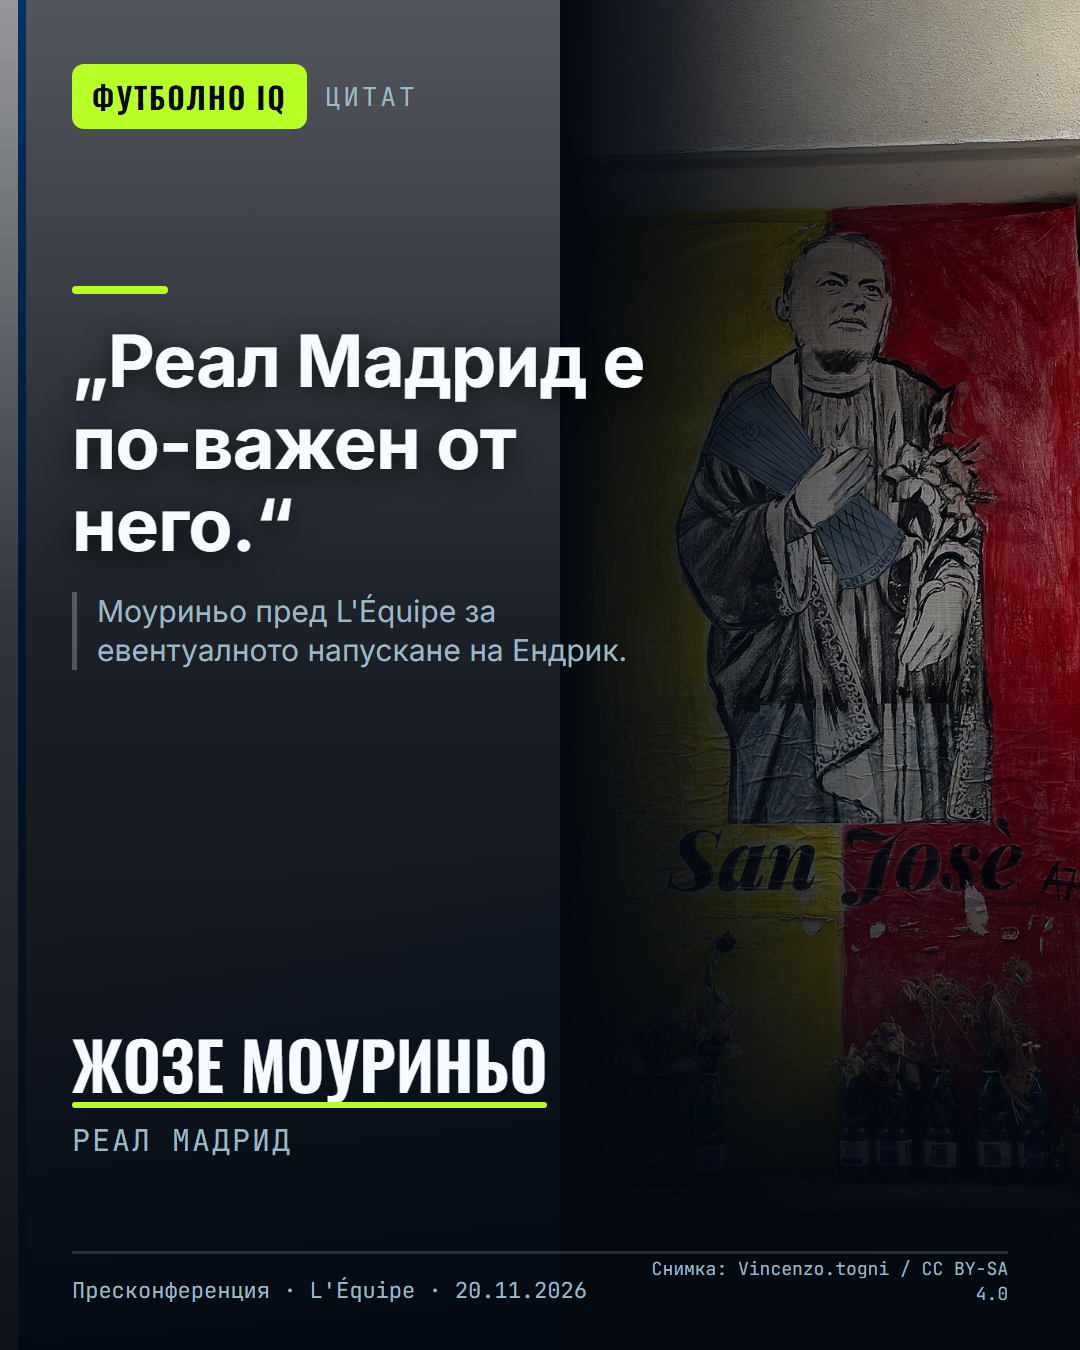 ФУТБОЛНО IQ ЦИТАТ
„Реал Мадрид е
по-важен от
него.“
Моуриньо пред L'Équipe за
евентуалното напускане на Ендрик.
San Josè
ЖОЗЕ МОУРИНЬО
РЕАЛ МАДРИД
Снимка: Vincenzo.togni / CC BY-SA
4.0
Пресконференция · L'Équipe · 20.11.2026